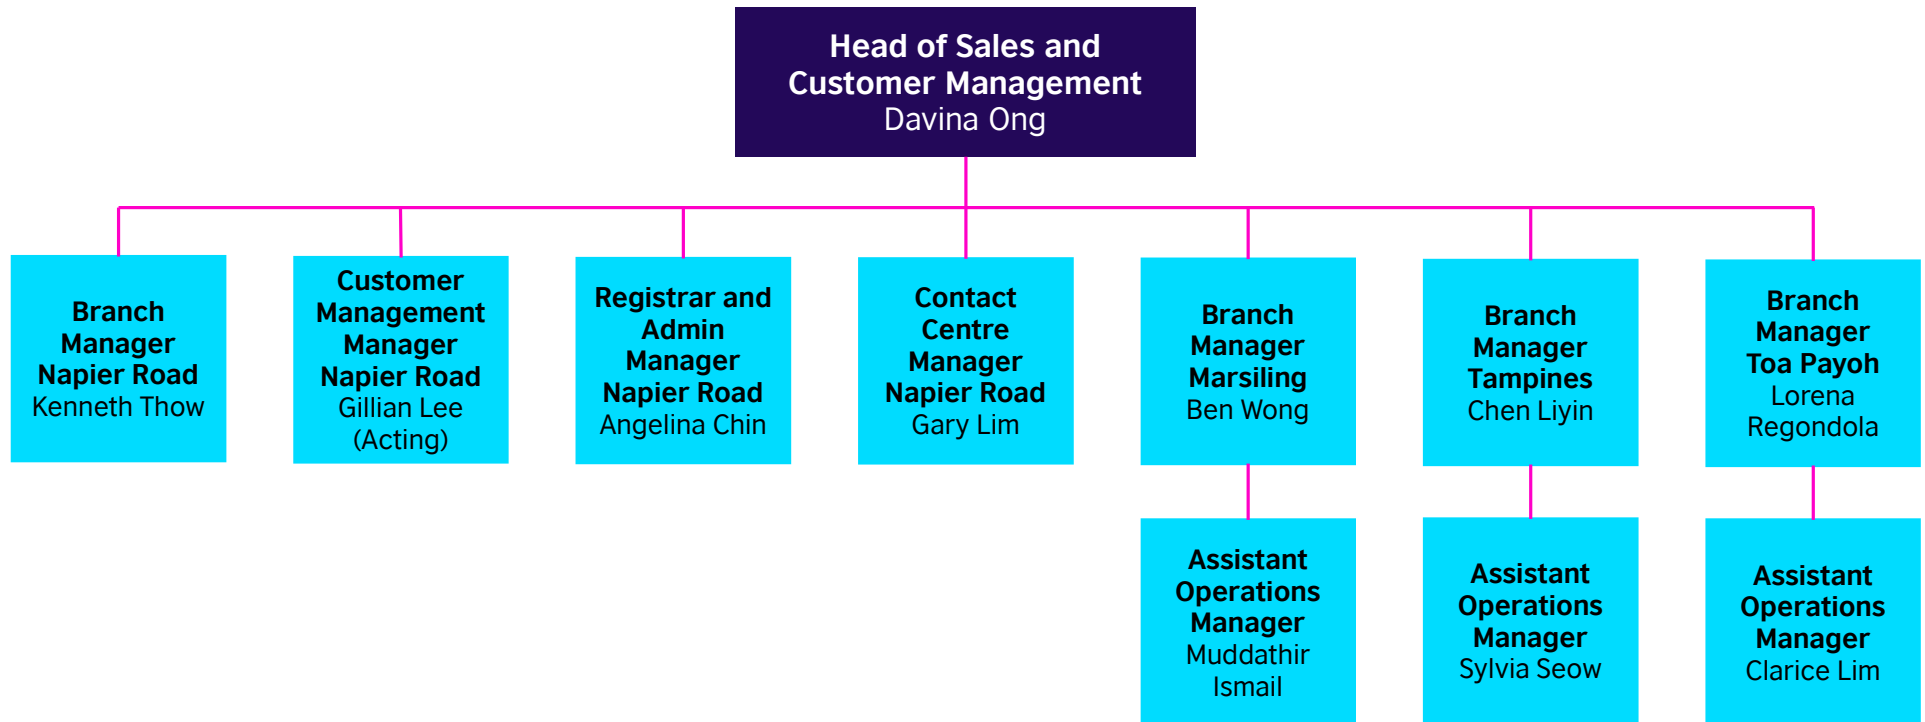 Head of Sales and
Customer Management
Davina Ong
Branch
Manager
Napier Road
Kenneth Thow
Customer
Management
Manager
Napier Road
Gillian Lee
(Acting)
Registrar and
Admin
Manager
Napier Road
Angelina Chin
Contact
Centre
Manager
Napier Road
Gary Lim
Branch
Manager
Marsiling
Ben Wong
Branch
Manager
Tampines
Chen Liyin
Branch
Manager
Toa Payoh
Lorena
Regondola
Assistant
Operations
Manager
Muddathir
Ismail
Assistant
Operations
Manager
Sylvia Seow
Assistant
Operations
Manager
Clarice Lim